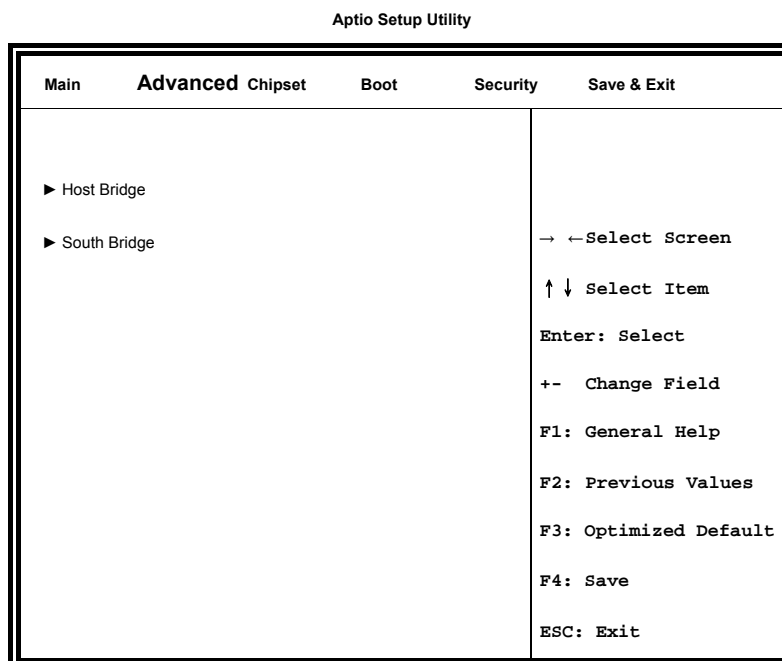 Aptio Setup Utility
Main Advanced Chipset Boot Security Save & Exit
► Host Bridge
► South Bridge
→ ←Select Screen
↑↓ Select Item
Enter: Select
+- Change Field
F1: General Help
F2: Previous Values
F3: Optimized Default
F4: Save
ESC: Exit